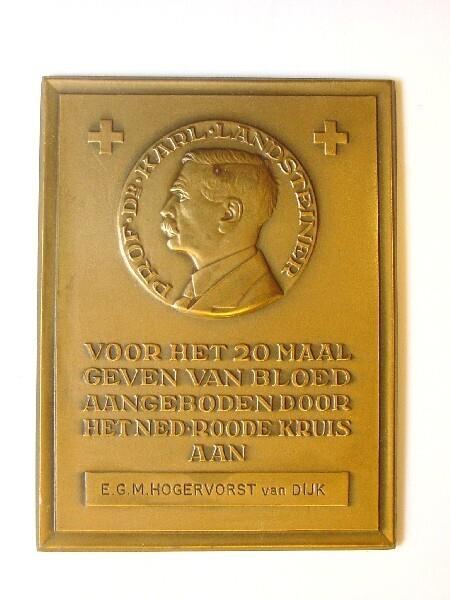 PROF·DR·KARL·LANDSTEINER
VOOR HET 20 MAAL
GEVEN VAN BLOED
AANGEBODEN DOOR
HET NED·ROODE KRUIS
AAN
E.G.M.HOGERVORST van DIJK